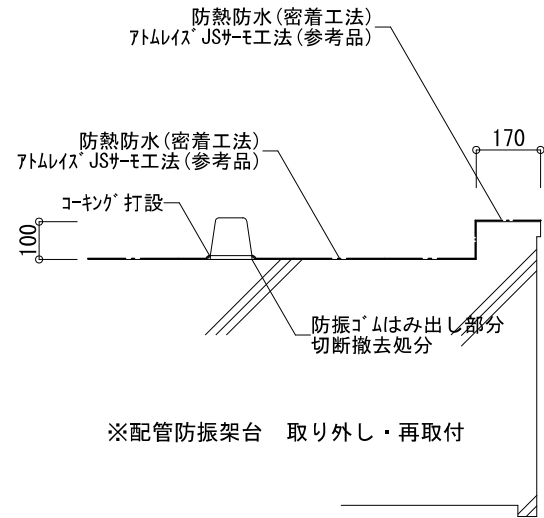 防熱防水(密着工法)
アトムレイズJSサーモ工法(参考品)
170
防熱防水(密着工法)
アトムレイズJSサーモ工法(参考品)
コーキング打設
100
防振ゴムはみ出し部分
切断撤去処分
※配管防振架台 取り外し・再取付